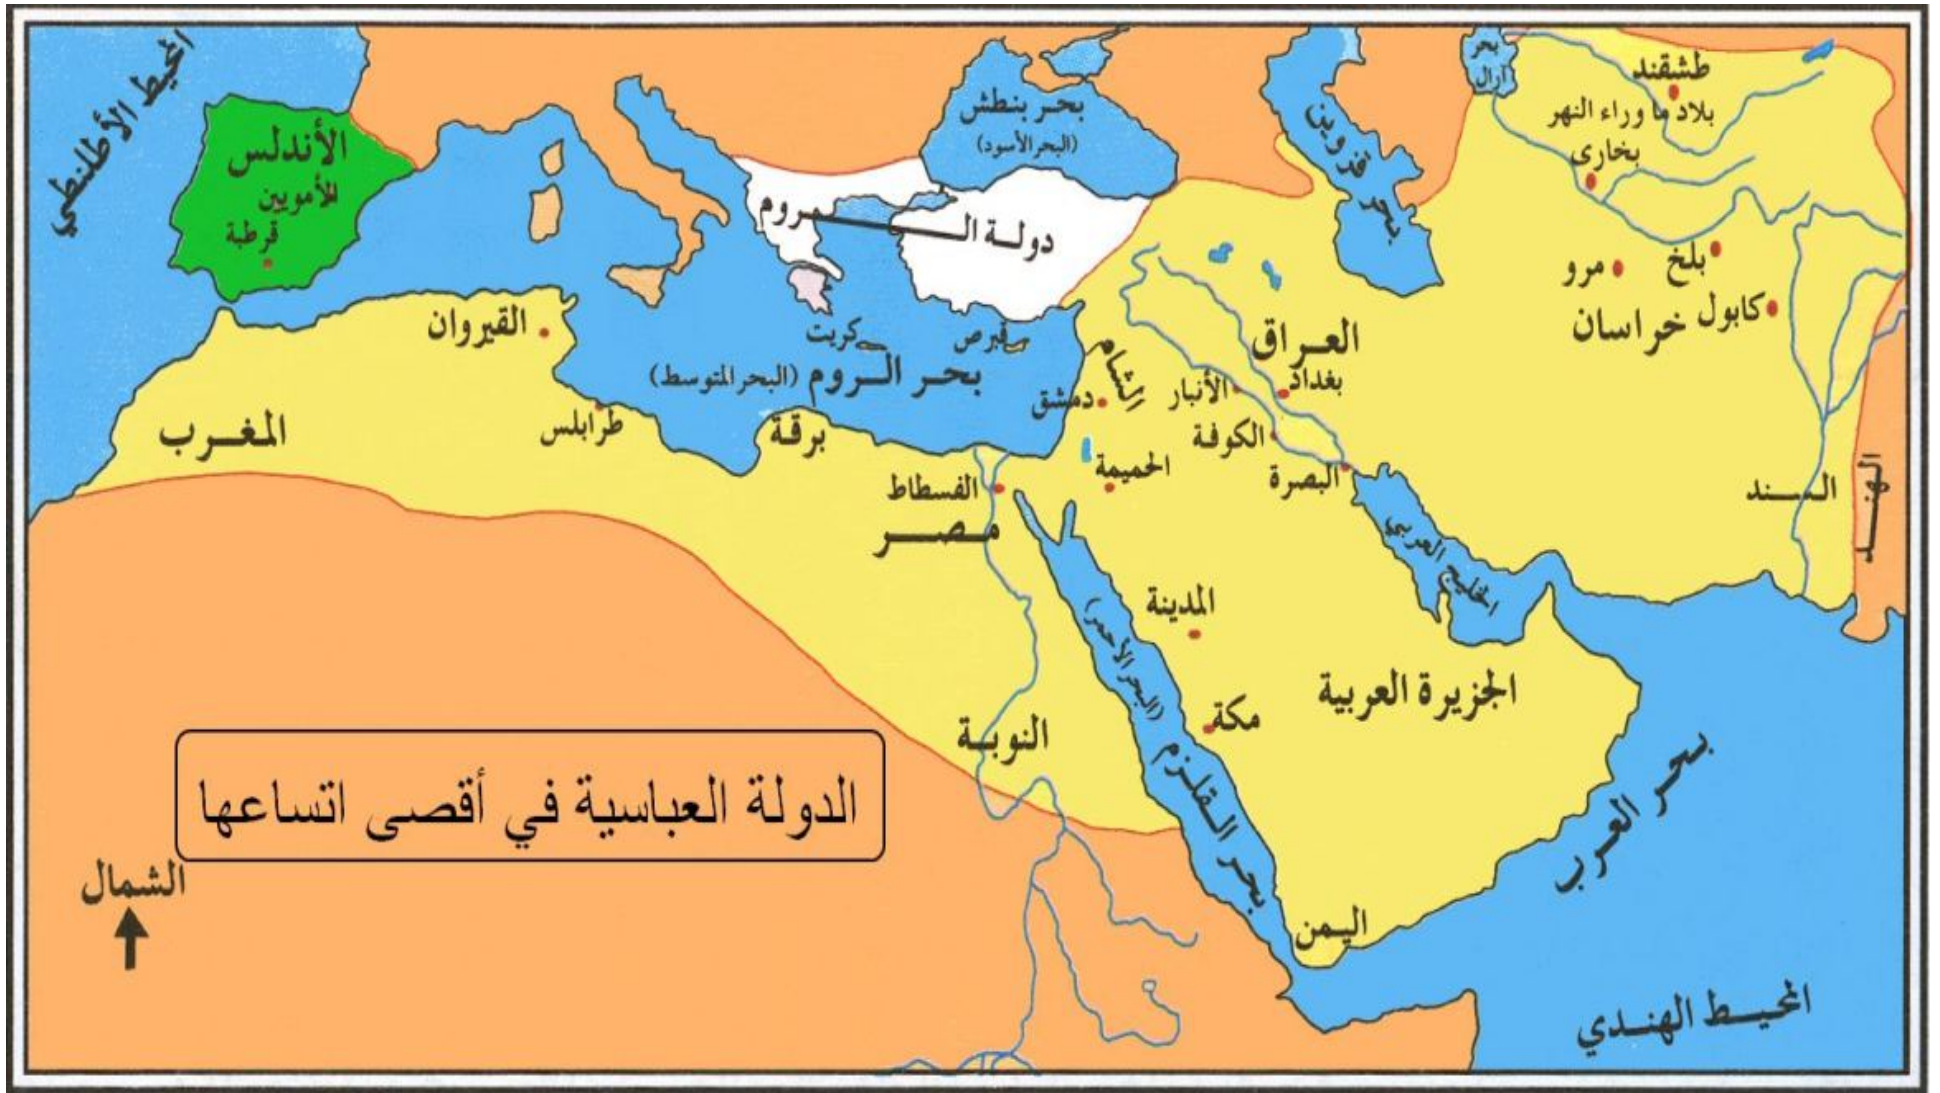 المحيط الأطلنطي
الأندلس
للأمويين
قرطبة
بحر بنطش
(البحر الأسود)
بحر قزوين
بحر
آرال
طشقند
بلاد ما وراء النهر
بخارى
بلخ
مرو
كابول
خراسان
دولة الروم
القيروان
كريت
قبرص
بحر الروم (البحر المتوسط)
الشام
دمشق
العراق
بغداد
الأنبار
الكوفة
البصرة
الحميمة
المغرب
طرابلس
برقة
الفسطاط
مصر
السند
الهند
الخليج العربي
المدينة
الجزيرة العربية
مكة
بحر القلزم
(البحر الأحمر)
النوبة
بحر العرب
الدولة العباسية في أقصى اتساعها
الشمال
اليمن
المحيط الهندي